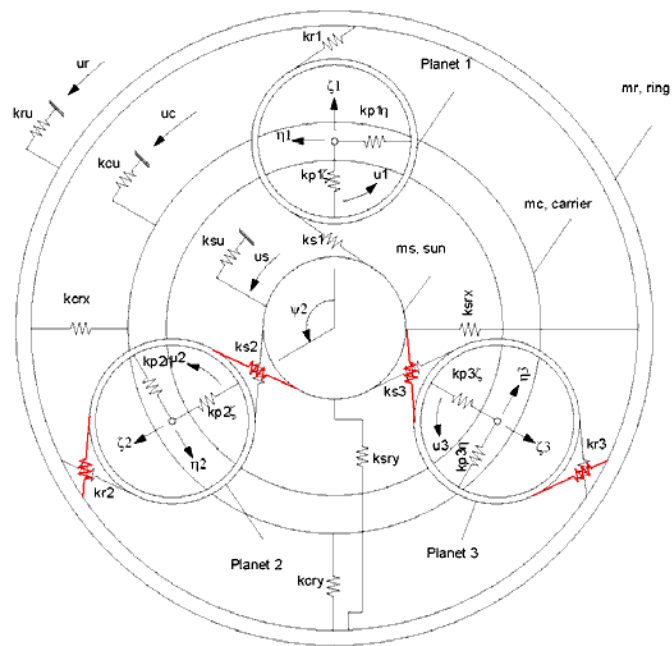 kr1
Planet 1
ur
mr, ring
kru
ζ1
kp1η
uc
η1
kcu
kp1ζ
u1
mc, carrier
ksu
ks1
us
ms, sun
kcrx
ψ2
ksrx
ks2
u2
kp2ζ
ks3
kp3ζ
η3
ζ2
η2
u3
kp3η
ζ3
kr3
kr2
ksry
Planet 2
Planet 3
kcry